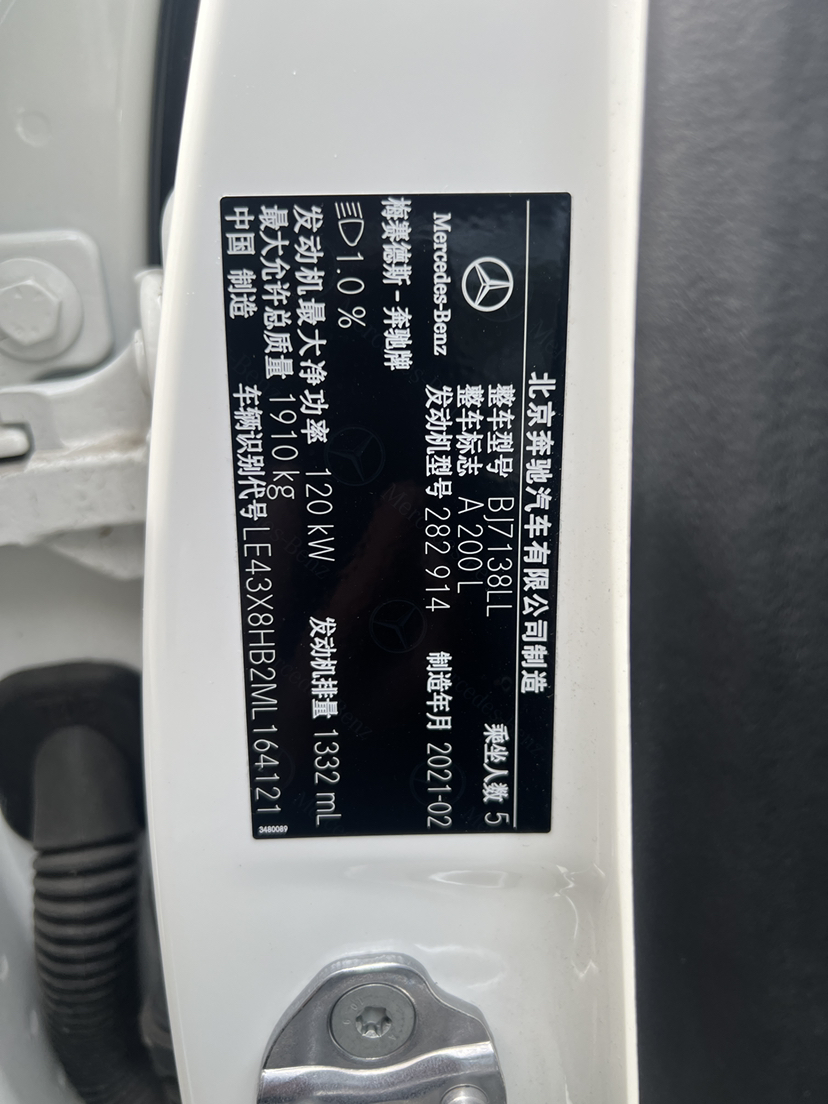 北京奔驰汽车有限公司制造
整车型号 BJ7138LL 乘坐人数 5
整车标志 A 200 L
Mercedes-Benz 发动机型号 282 914 制造年月 2021-02
梅赛德斯-奔驰牌
1.0 %
发动机最大净功率 120 kW 发动机排量 1332 mL
最大允许总质量 1910 kg
中国 制造 车辆识别代号 LE43X8HB2ML164121
3480089